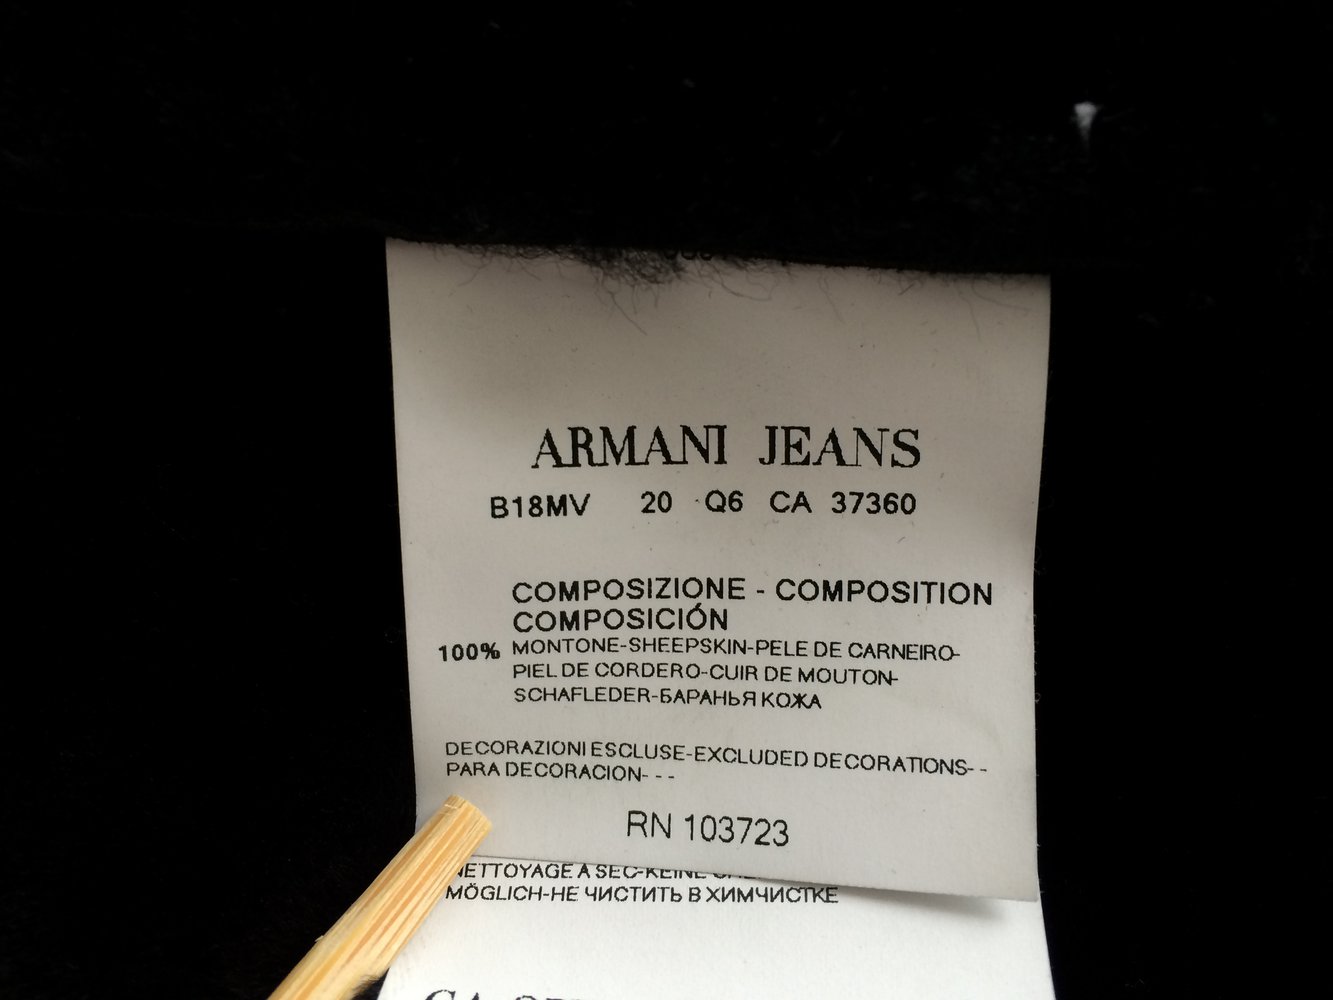 ARMANI JEANS
B18MV 20 Q6 CA 37360
COMPOSIZIONE - COMPOSITION
COMPOSICIÓN
100% MONTONE-SHEEPSKIN-PELE DE CARNEIRO-
PIEL DE CORDERO-CUIR DE MOUTON-
SCHAFLEDER-БАРАНЬЯ КОЖА
DECORAZIONI ESCLUSE-EXCLUDED DECORATIONS- -
PARA DECORACION- - -
RN 103723
NETTOYAGE A SEC-KEINE
MÖGLICH-НЕ ЧИСТИТЬ В ХИМЧИСТКЕ